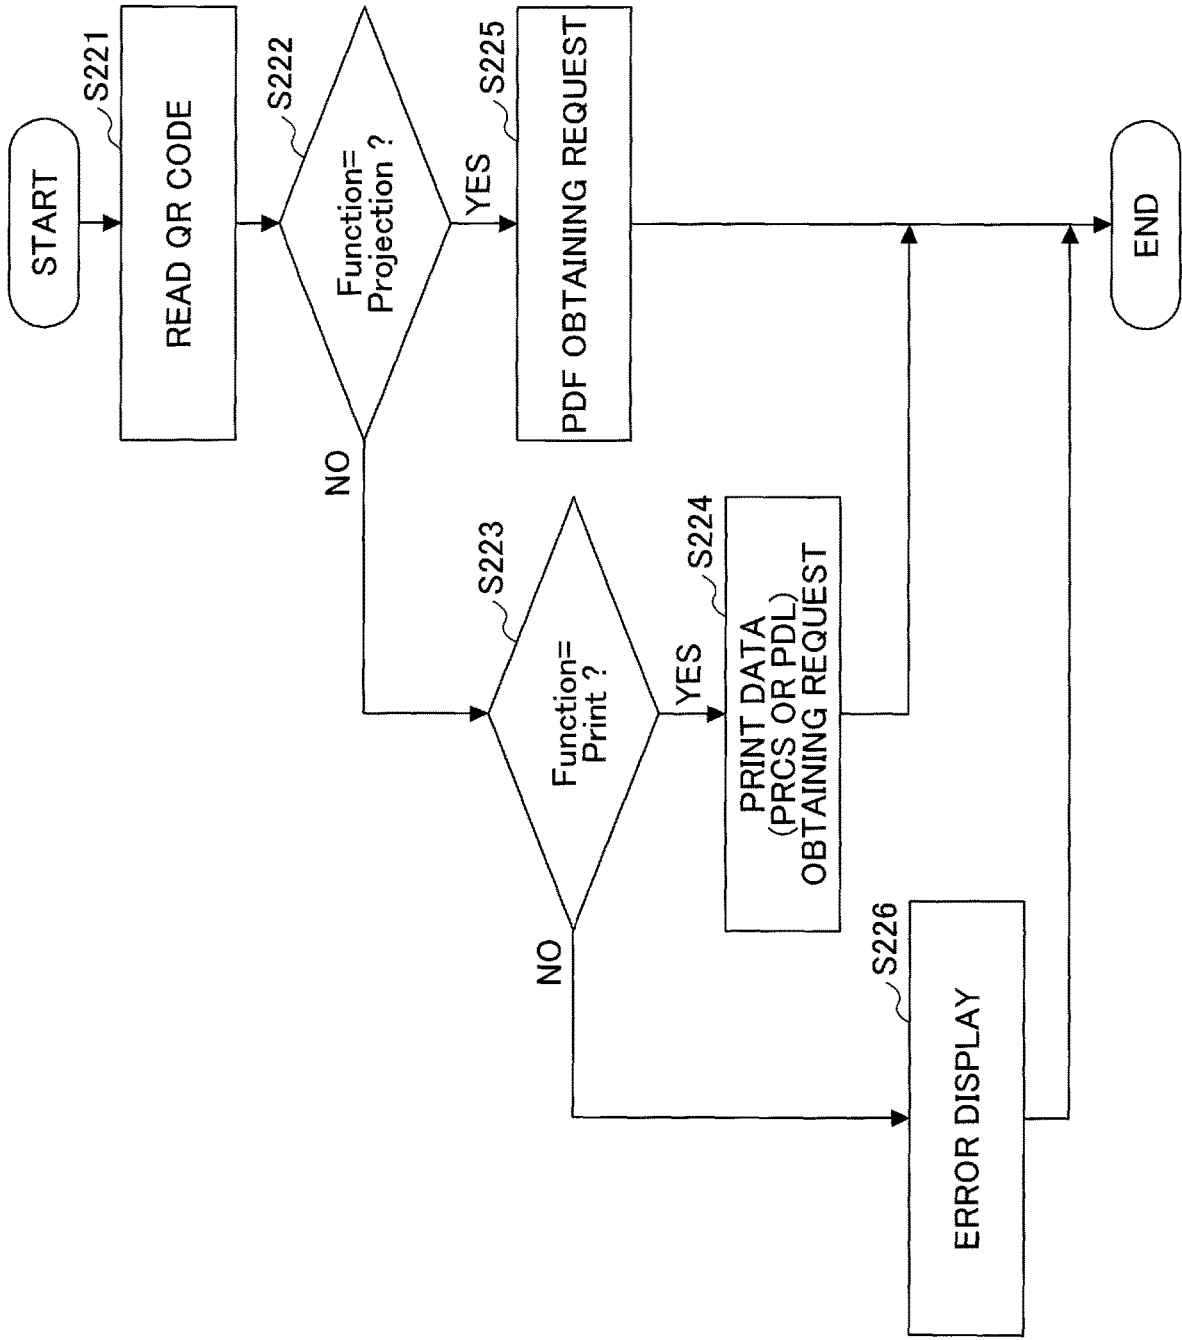 START
S221
READ QR CODE
S222
Function=
Projection ?
YES
NO
S225
PDF OBTAINING REQUEST
S223
Function=
Print ?
YES
NO
S224
PRINT DATA
(PRCS OR PDL)
OBTAINING REQUEST
S226
ERROR DISPLAY
END